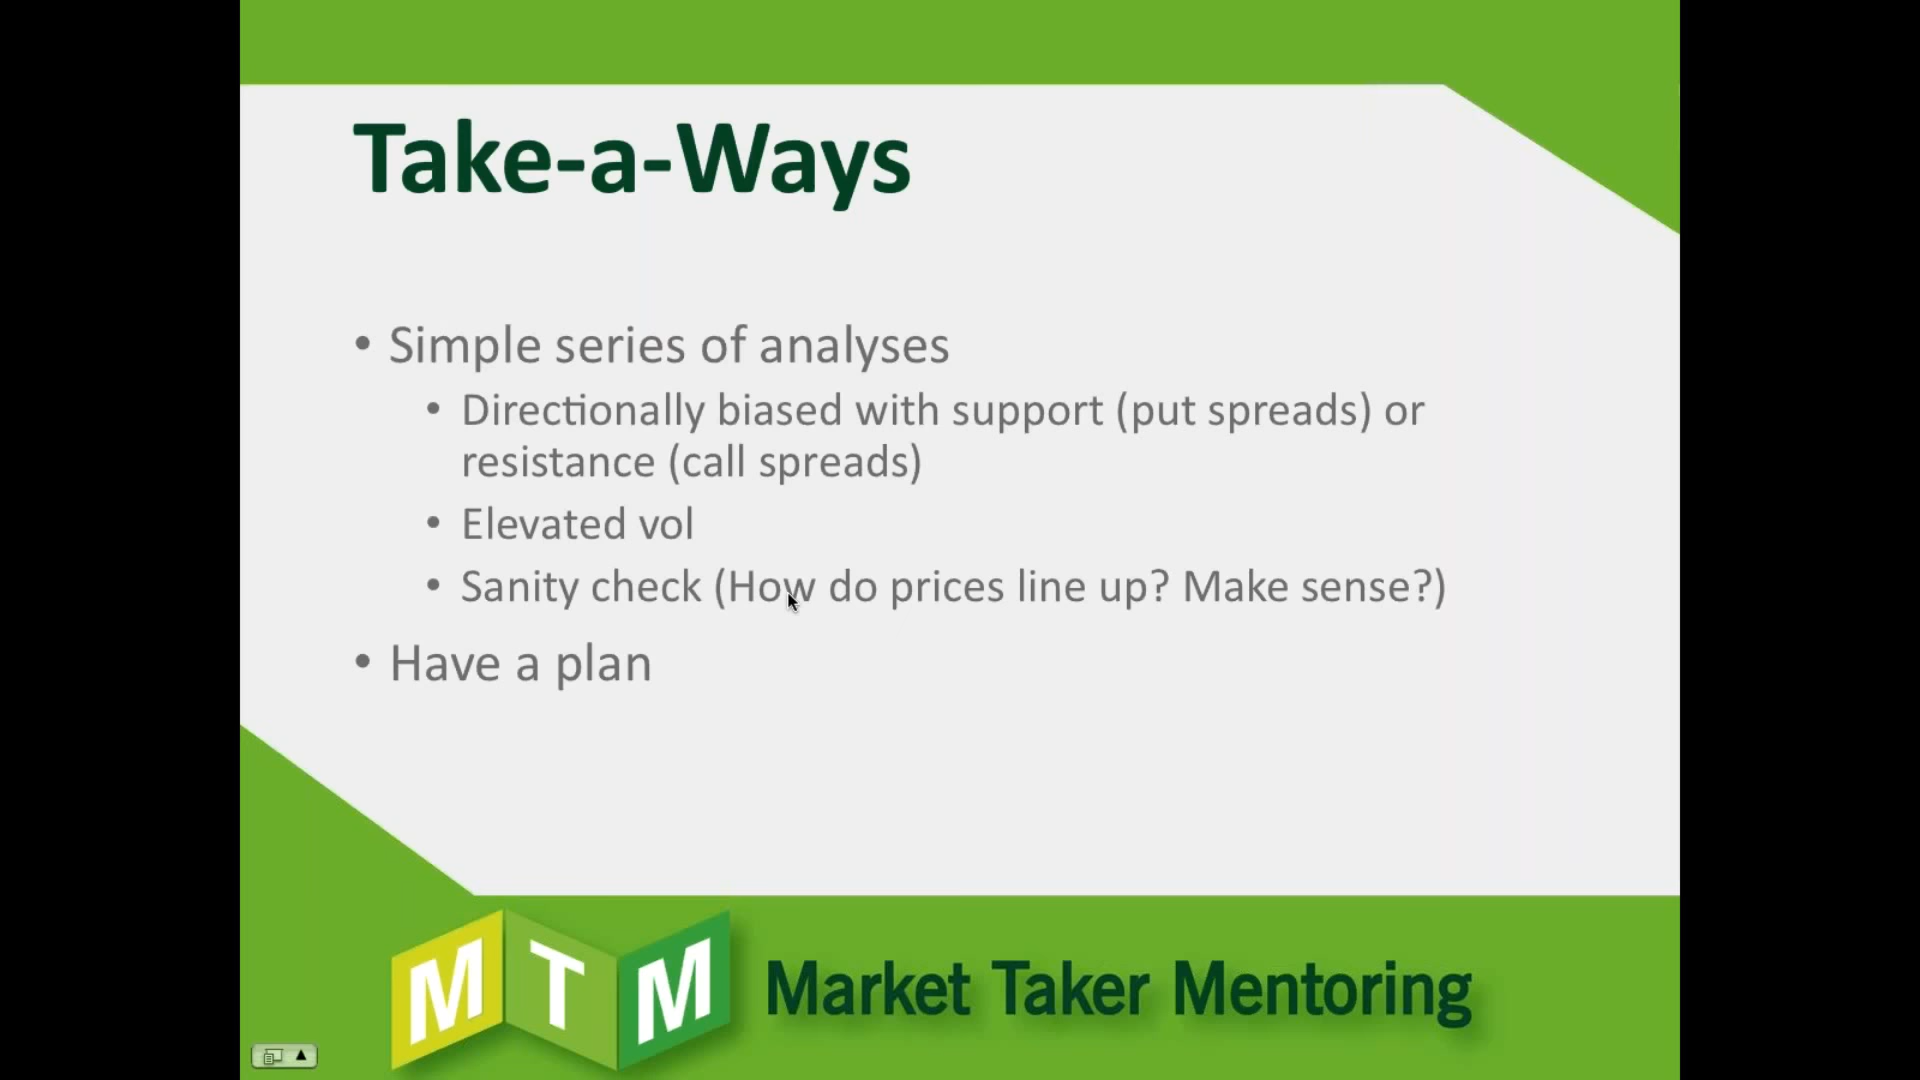 Take-a-Ways
• Simple series of analyses
• Directionally biased with support (put spreads) or
resistance (call spreads)
• Elevated vol
• Sanity check (How do prices line up? Make sense?)
• Have a plan
MTM Market Taker Mentoring